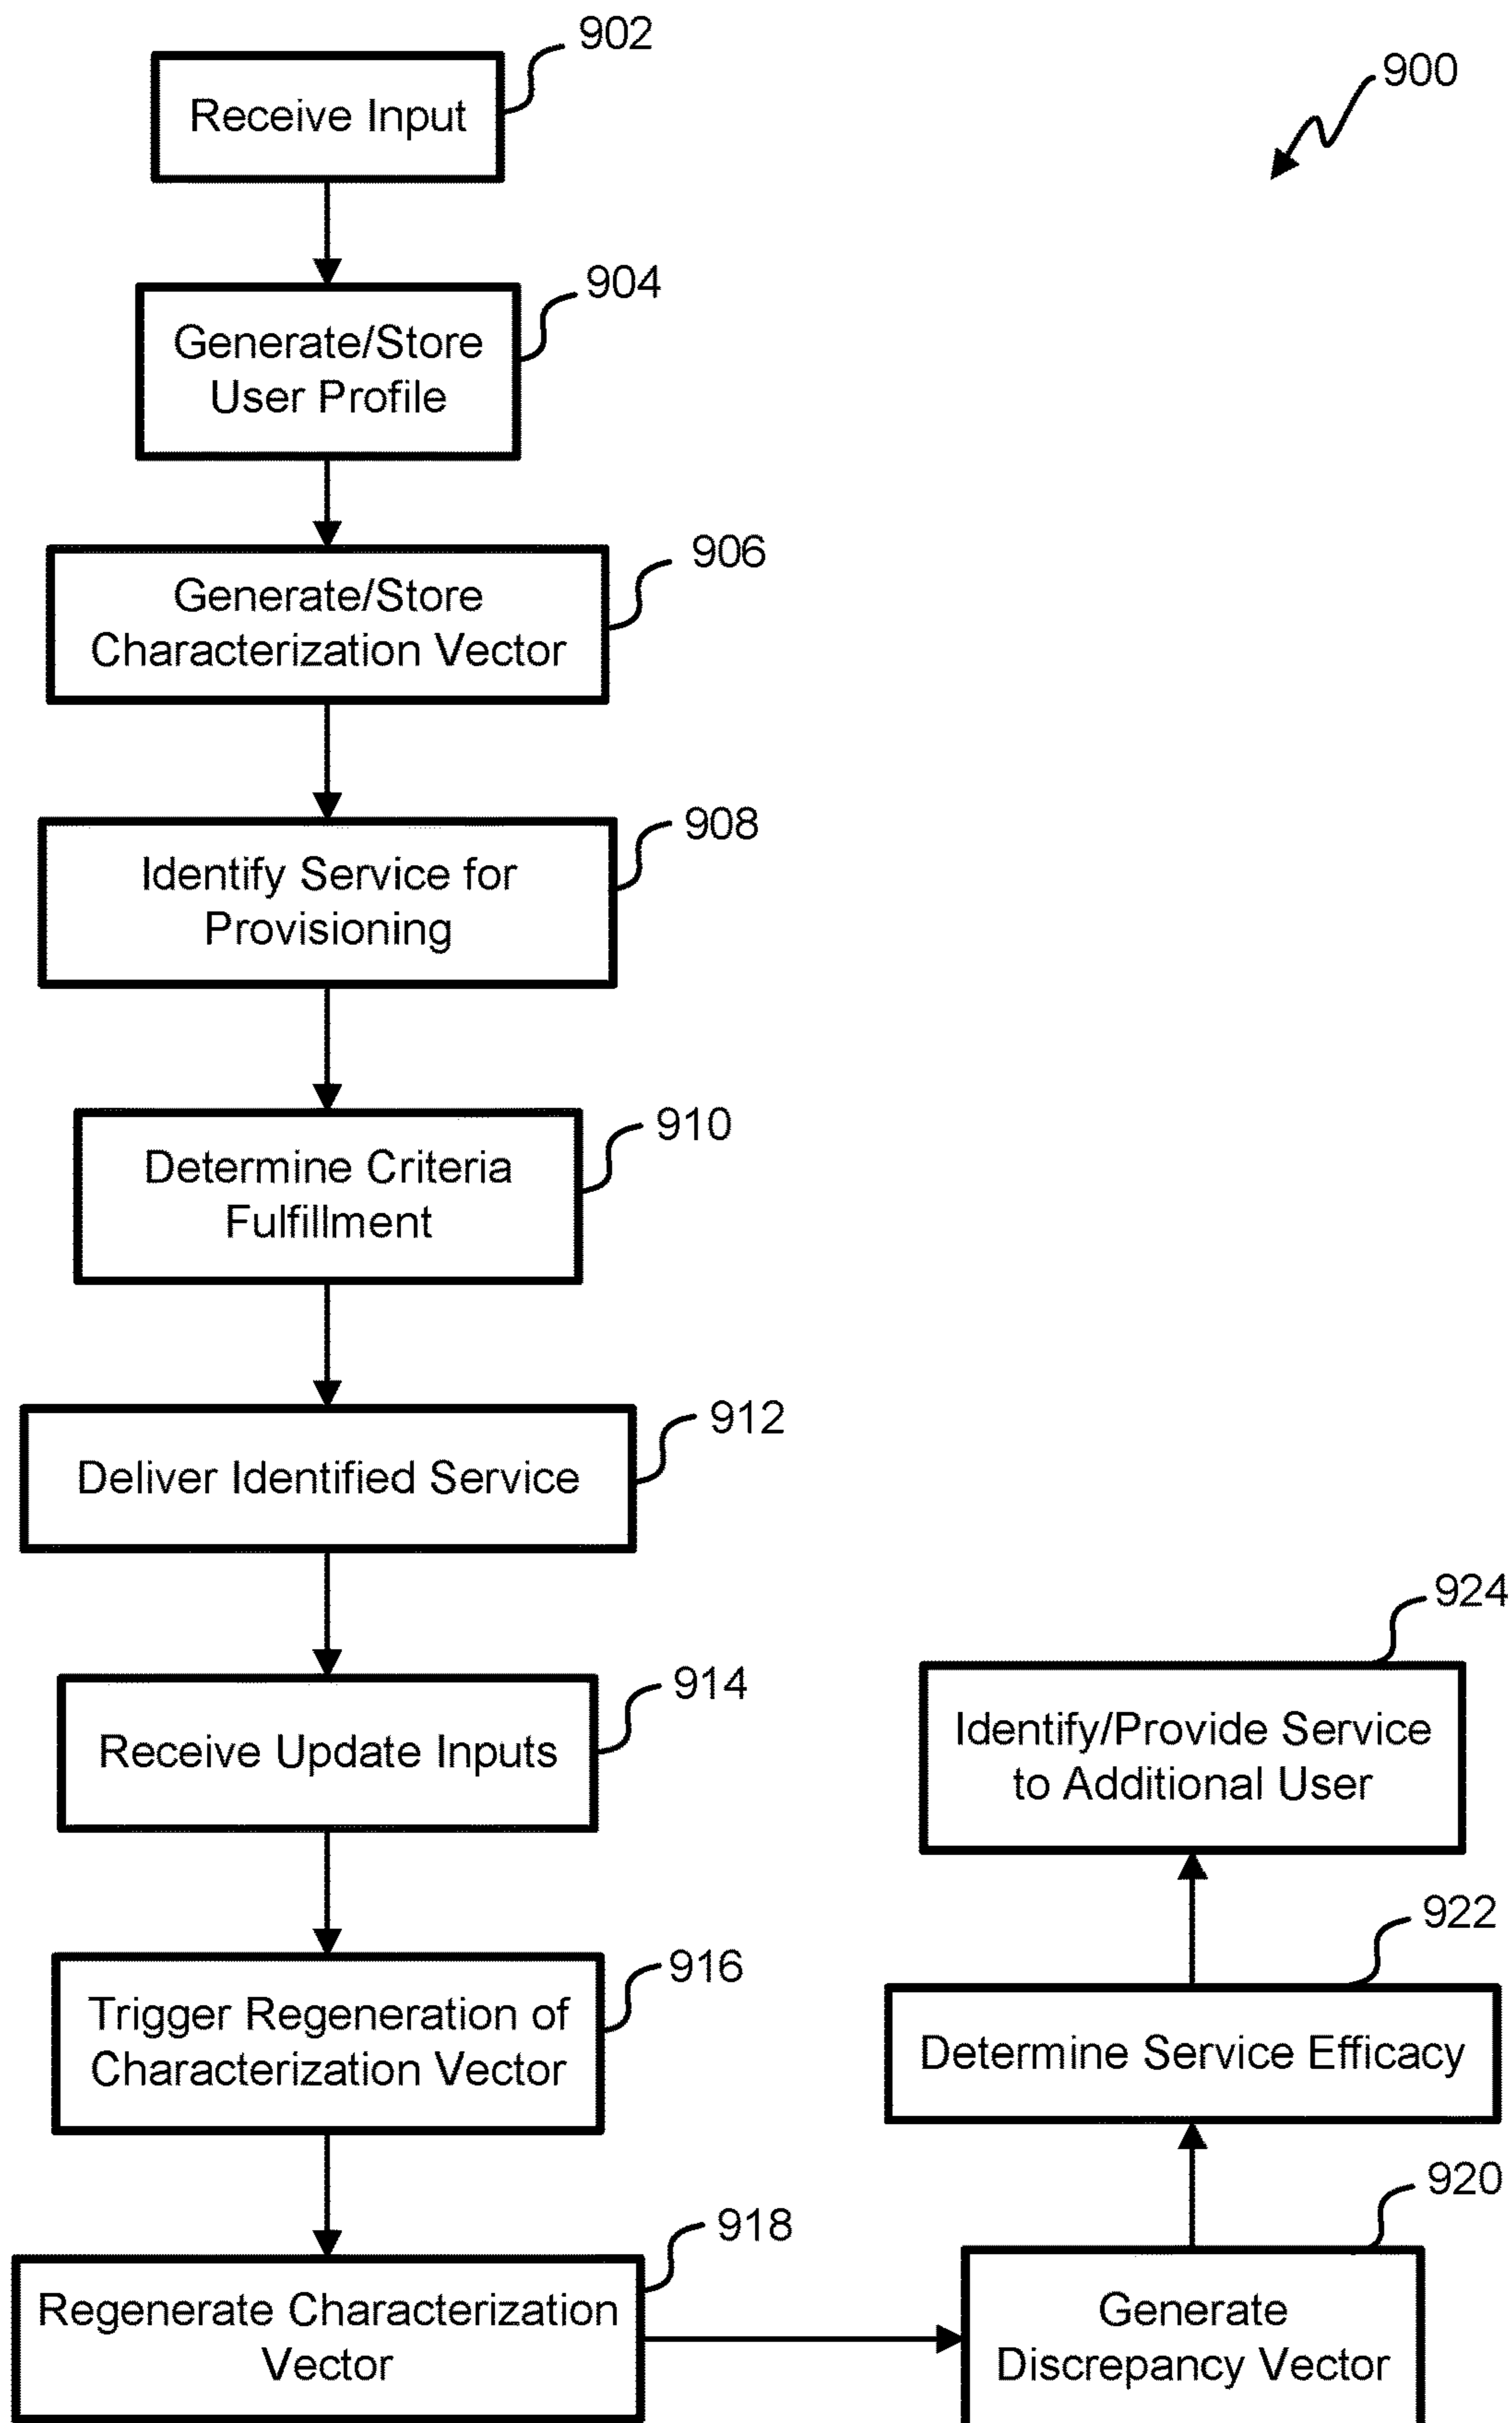 902
Receive Input
900
904
Generate/Store
User Profile
906
Generate/Store
Characterization Vector
908
Identify Service for
Provisioning
910
Determine Criteria
Fulfillment
912
Deliver Identified Service
914
Receive Update Inputs
916
Trigger Regeneration of
Characterization Vector
918
Regenerate Characterization
Vector
920
Generate
Discrepancy Vector
922
Determine Service Efficacy
924
Identify/Provide Service
to Additional User